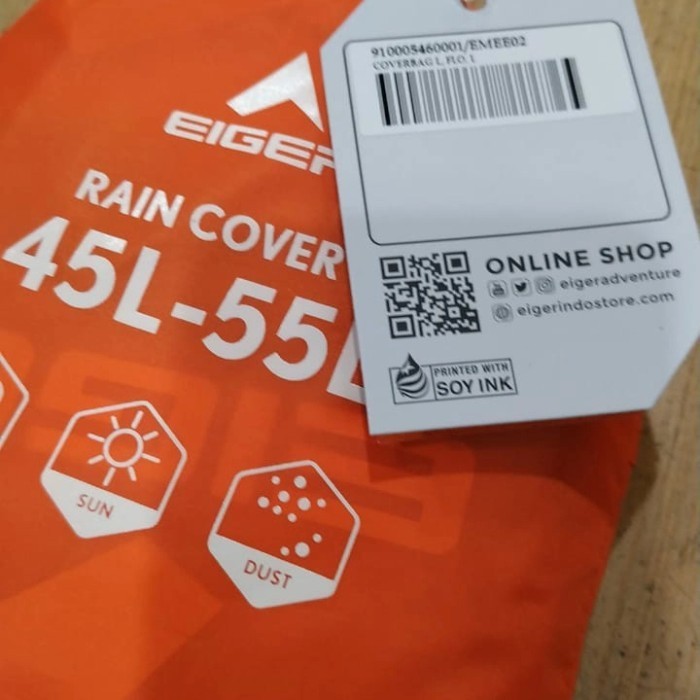 EIGER
RAIN COVER
45L-55L
SUN
DUST
910005460001/EMEE02
COVERBAG L, FLO, L
ONLINE SHOP
eigeradventure
eigerindostore.com
PRINTED WITH
SOY INK